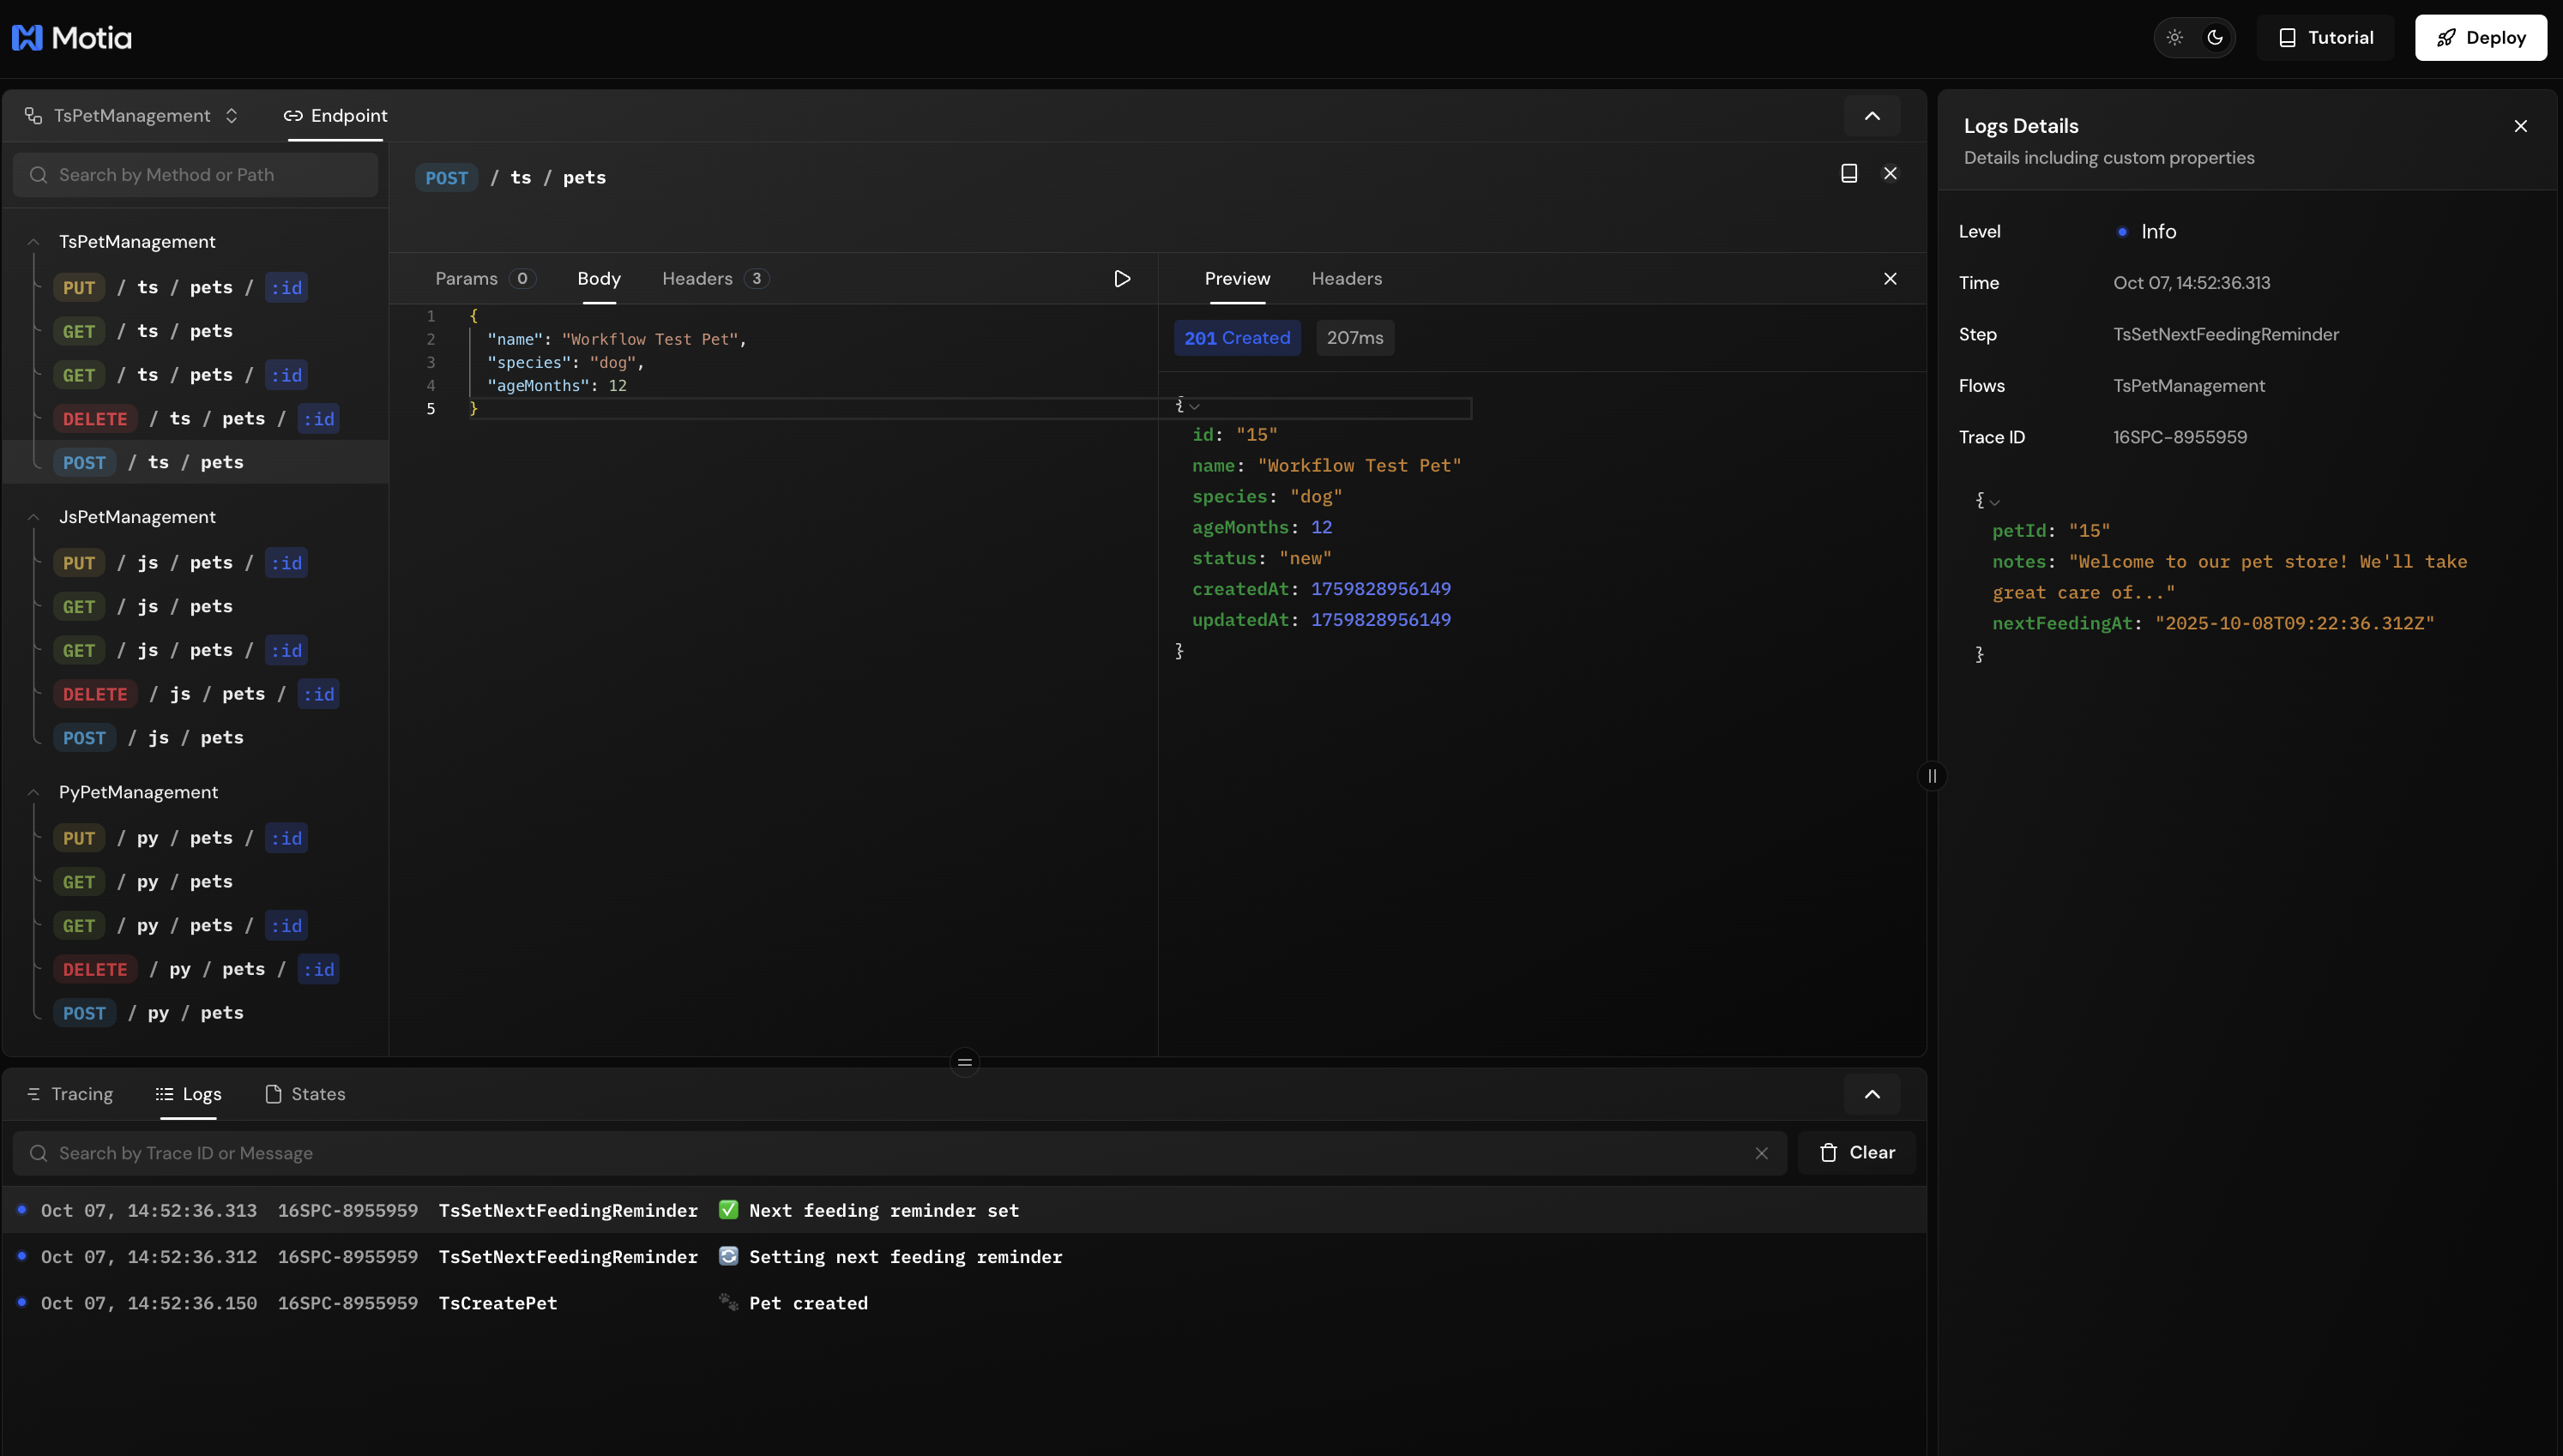 Motia
Tutorial
Deploy
TsPetManagement
Endpoint
Search by Method or Path
TsPetManagement
PUT / ts / pets / :id
GET / ts / pets
GET / ts / pets / :id
DELETE / ts / pets / :id
POST / ts / pets
JsPetManagement
PUT / js / pets / :id
GET / js / pets
GET / js / pets / :id
DELETE / js / pets / :id
POST / js / pets
PyPetManagement
PUT / py / pets / :id
GET / py / pets
GET / py / pets / :id
DELETE / py / pets / :id
POST / py / pets
POST / ts / pets
Params 0 Body Headers 3
1 {
2 "name": "Workflow Test Pet",
3 "species": "dog",
4 "ageMonths": 12
5 }
Preview Headers
201 Created 207ms
{
id: "15"
name: "Workflow Test Pet"
species: "dog"
ageMonths: 12
status: "new"
createdAt: 1759828956149
updatedAt: 1759828956149
}
Tracing Logs States
Search by Trace ID or Message
Clear
Oct 07, 14:52:36.313 16SPC-8955959 TsSetNextFeedingReminder ✅ Next feeding reminder set
Oct 07, 14:52:36.312 16SPC-8955959 TsSetNextFeedingReminder 🔄 Setting next feeding reminder
Oct 07, 14:52:36.150 16SPC-8955959 TsCreatePet 🐾 Pet created
Logs Details
Details including custom properties
Level Info
Time Oct 07, 14:52:36.313
Step TsSetNextFeedingReminder
Flows TsPetManagement
Trace ID 16SPC-8955959
{
petId: "15"
notes: "Welcome to our pet store! We'll take
great care of..."
nextFeedingAt: "2025-10-08T09:22:36.312Z"
}